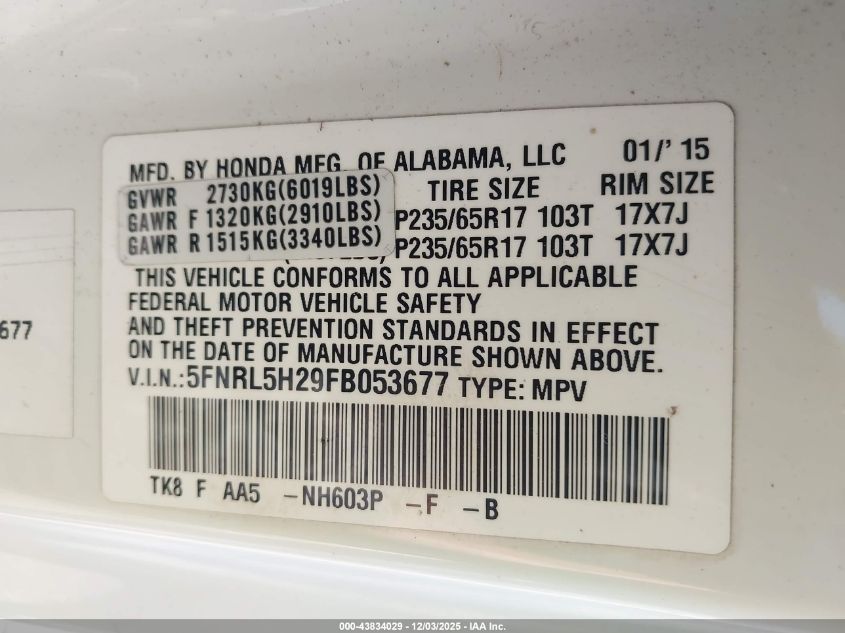 MFD. BY HONDA MFG. OF ALABAMA, LLC 01/'15
TIRE SIZE RIM SIZE
GVWR 2730KG(6019LBS)
GAWR F 1320KG(2910LBS) P235/65R17 103T 17X7J
GAWR R 1515KG(3340LBS) P235/65R17 103T 17X7J
THIS VEHICLE CONFORMS TO ALL APPLICABLE
FEDERAL MOTOR VEHICLE SAFETY
AND THEFT PREVENTION STANDARDS IN EFFECT
ON THE DATE OF MANUFACTURE SHOWN ABOVE.
V.I.N.:5FNRL5H29FB053677 TYPE: MPV
TK8 F AA5 -NH603P -F -B
677
000-43834029 - 12/03/2025 - IAA Inc.